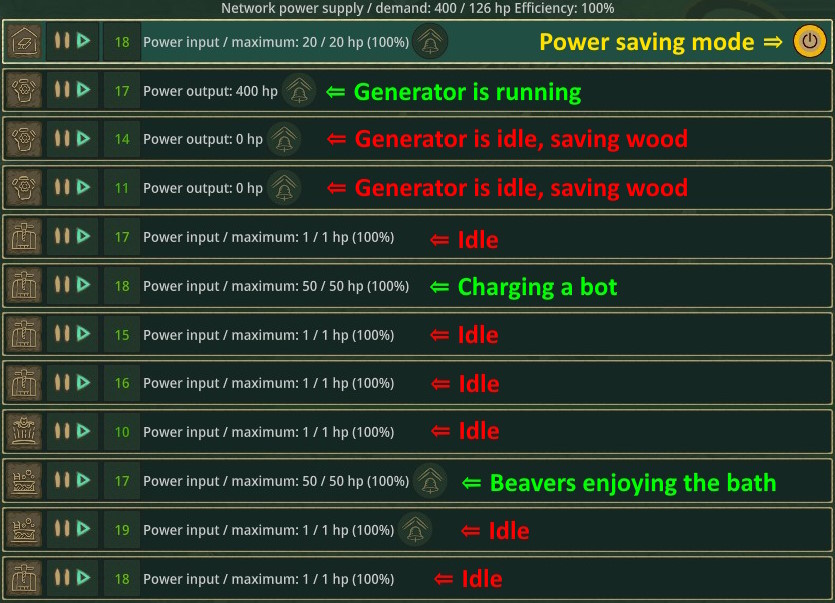 Network power supply / demand: 400 / 126 hp Efficiency: 100%
18 Power input / maximum: 20 / 20 hp (100%) Power saving mode ⇒
17 Power output: 400 hp ⇐ Generator is running
14 Power output: 0 hp ⇐ Generator is idle, saving wood
11 Power output: 0 hp ⇐ Generator is idle, saving wood
17 Power input / maximum: 1 / 1 hp (100%) ⇐ Idle
18 Power input / maximum: 50 / 50 hp (100%) ⇐ Charging a bot
15 Power input / maximum: 1 / 1 hp (100%) ⇐ Idle
16 Power input / maximum: 1 / 1 hp (100%) ⇐ Idle
10 Power input / maximum: 1 / 1 hp (100%) ⇐ Idle
17 Power input / maximum: 50 / 50 hp (100%) ⇐ Beavers enjoying the bath
19 Power input / maximum: 1 / 1 hp (100%) ⇐ Idle
18 Power input / maximum: 1 / 1 hp (100%) ⇐ Idle